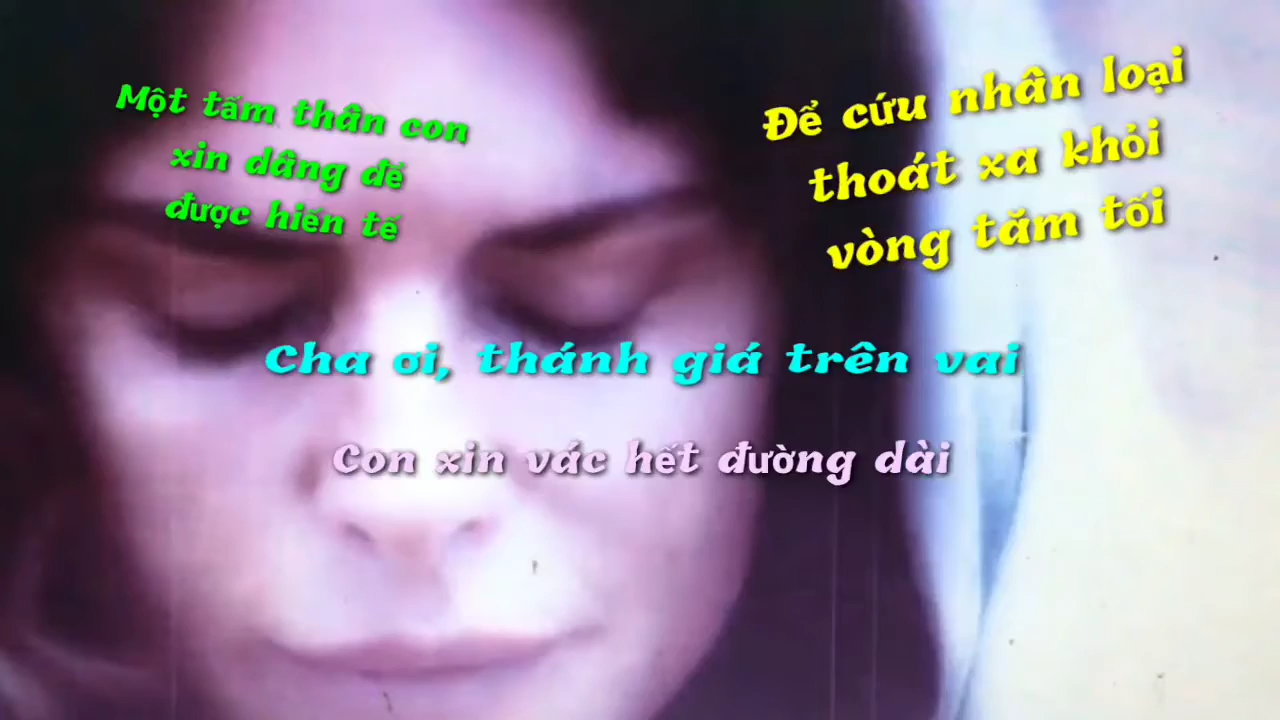 Một tấm thân con
xin dâng để
được hiến tế
Để cứu nhân loại
thoát xa khỏi
vòng tăm tối
Cha ơi, thánh giá trên vai
Con xin vác hết đường dài